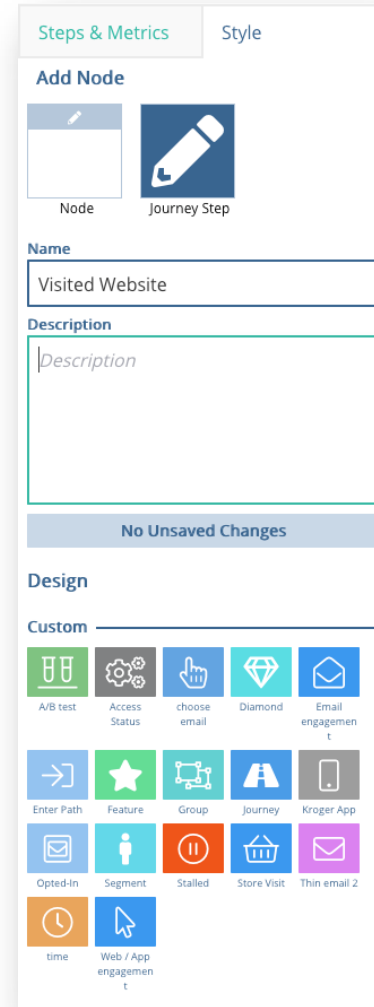 Steps & Metrics
Style
Add Node
Node
Journey Step
Name
Visited Website
Description
Description
No Unsaved Changes
Design
Custom
A/B test
Access
Status
choose
email
Diamond
Email
engagemen
t
Enter Path
Feature
Group
Journey
Kroger App
Opted-In
Segment
Stalled
Store Visit
Thin email 2
time
Web / App
engagemen
t